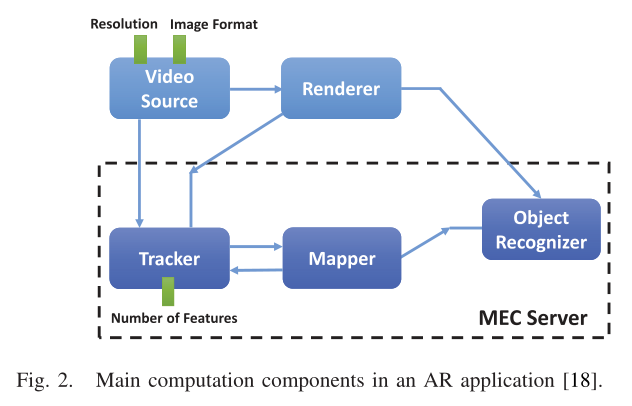 Resolution
Image Format
Video
Source
Renderer
Tracker
Mapper
Object
Recognizer
Number of Features
MEC Server
Fig. 2. Main computation components in an AR application [18].